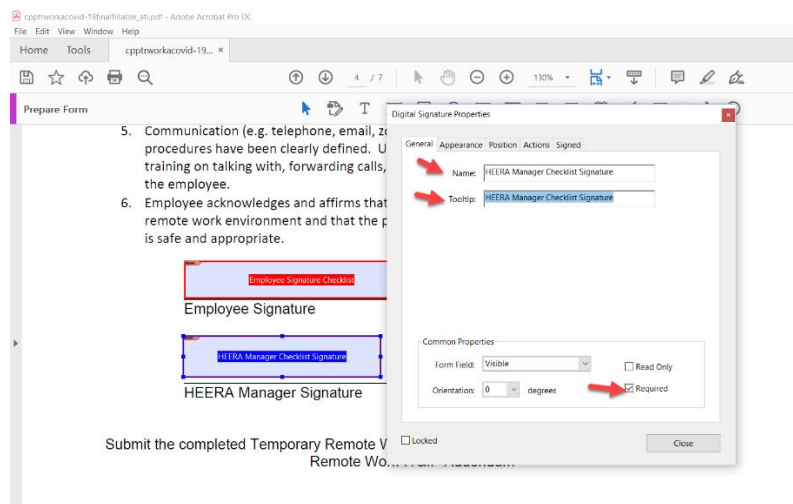 cpptrworkacovid-19finalfillable_ati.pdf - Adobe Acrobat Pro DC
File Edit View Window Help
Home Tools cpptrworkacovid-19... ×
4 / 7 130%
Prepare Form
Digital Signature Properties
General Appearance Position Actions Signed
Name: HEERA Manager Checklist Signature
Tooltip: HEERA Manager Checklist Signature
Common Properties
Form Field: Visible
Read Only
Orientation: 0 degrees
Required
Locked
Close
5. Communication (e.g. telephone, email, zo
procedures have been clearly defined. U
training on talking with, forwarding calls,
the employee.
6. Employee acknowledges and affirms that
remote work environment and that the p
is safe and appropriate.
Employee Signature Checklist
Employee Signature
HEERA Manager Checklist Signature
HEERA Manager Signature
Submit the completed Temporary Remote W
Remote Wo